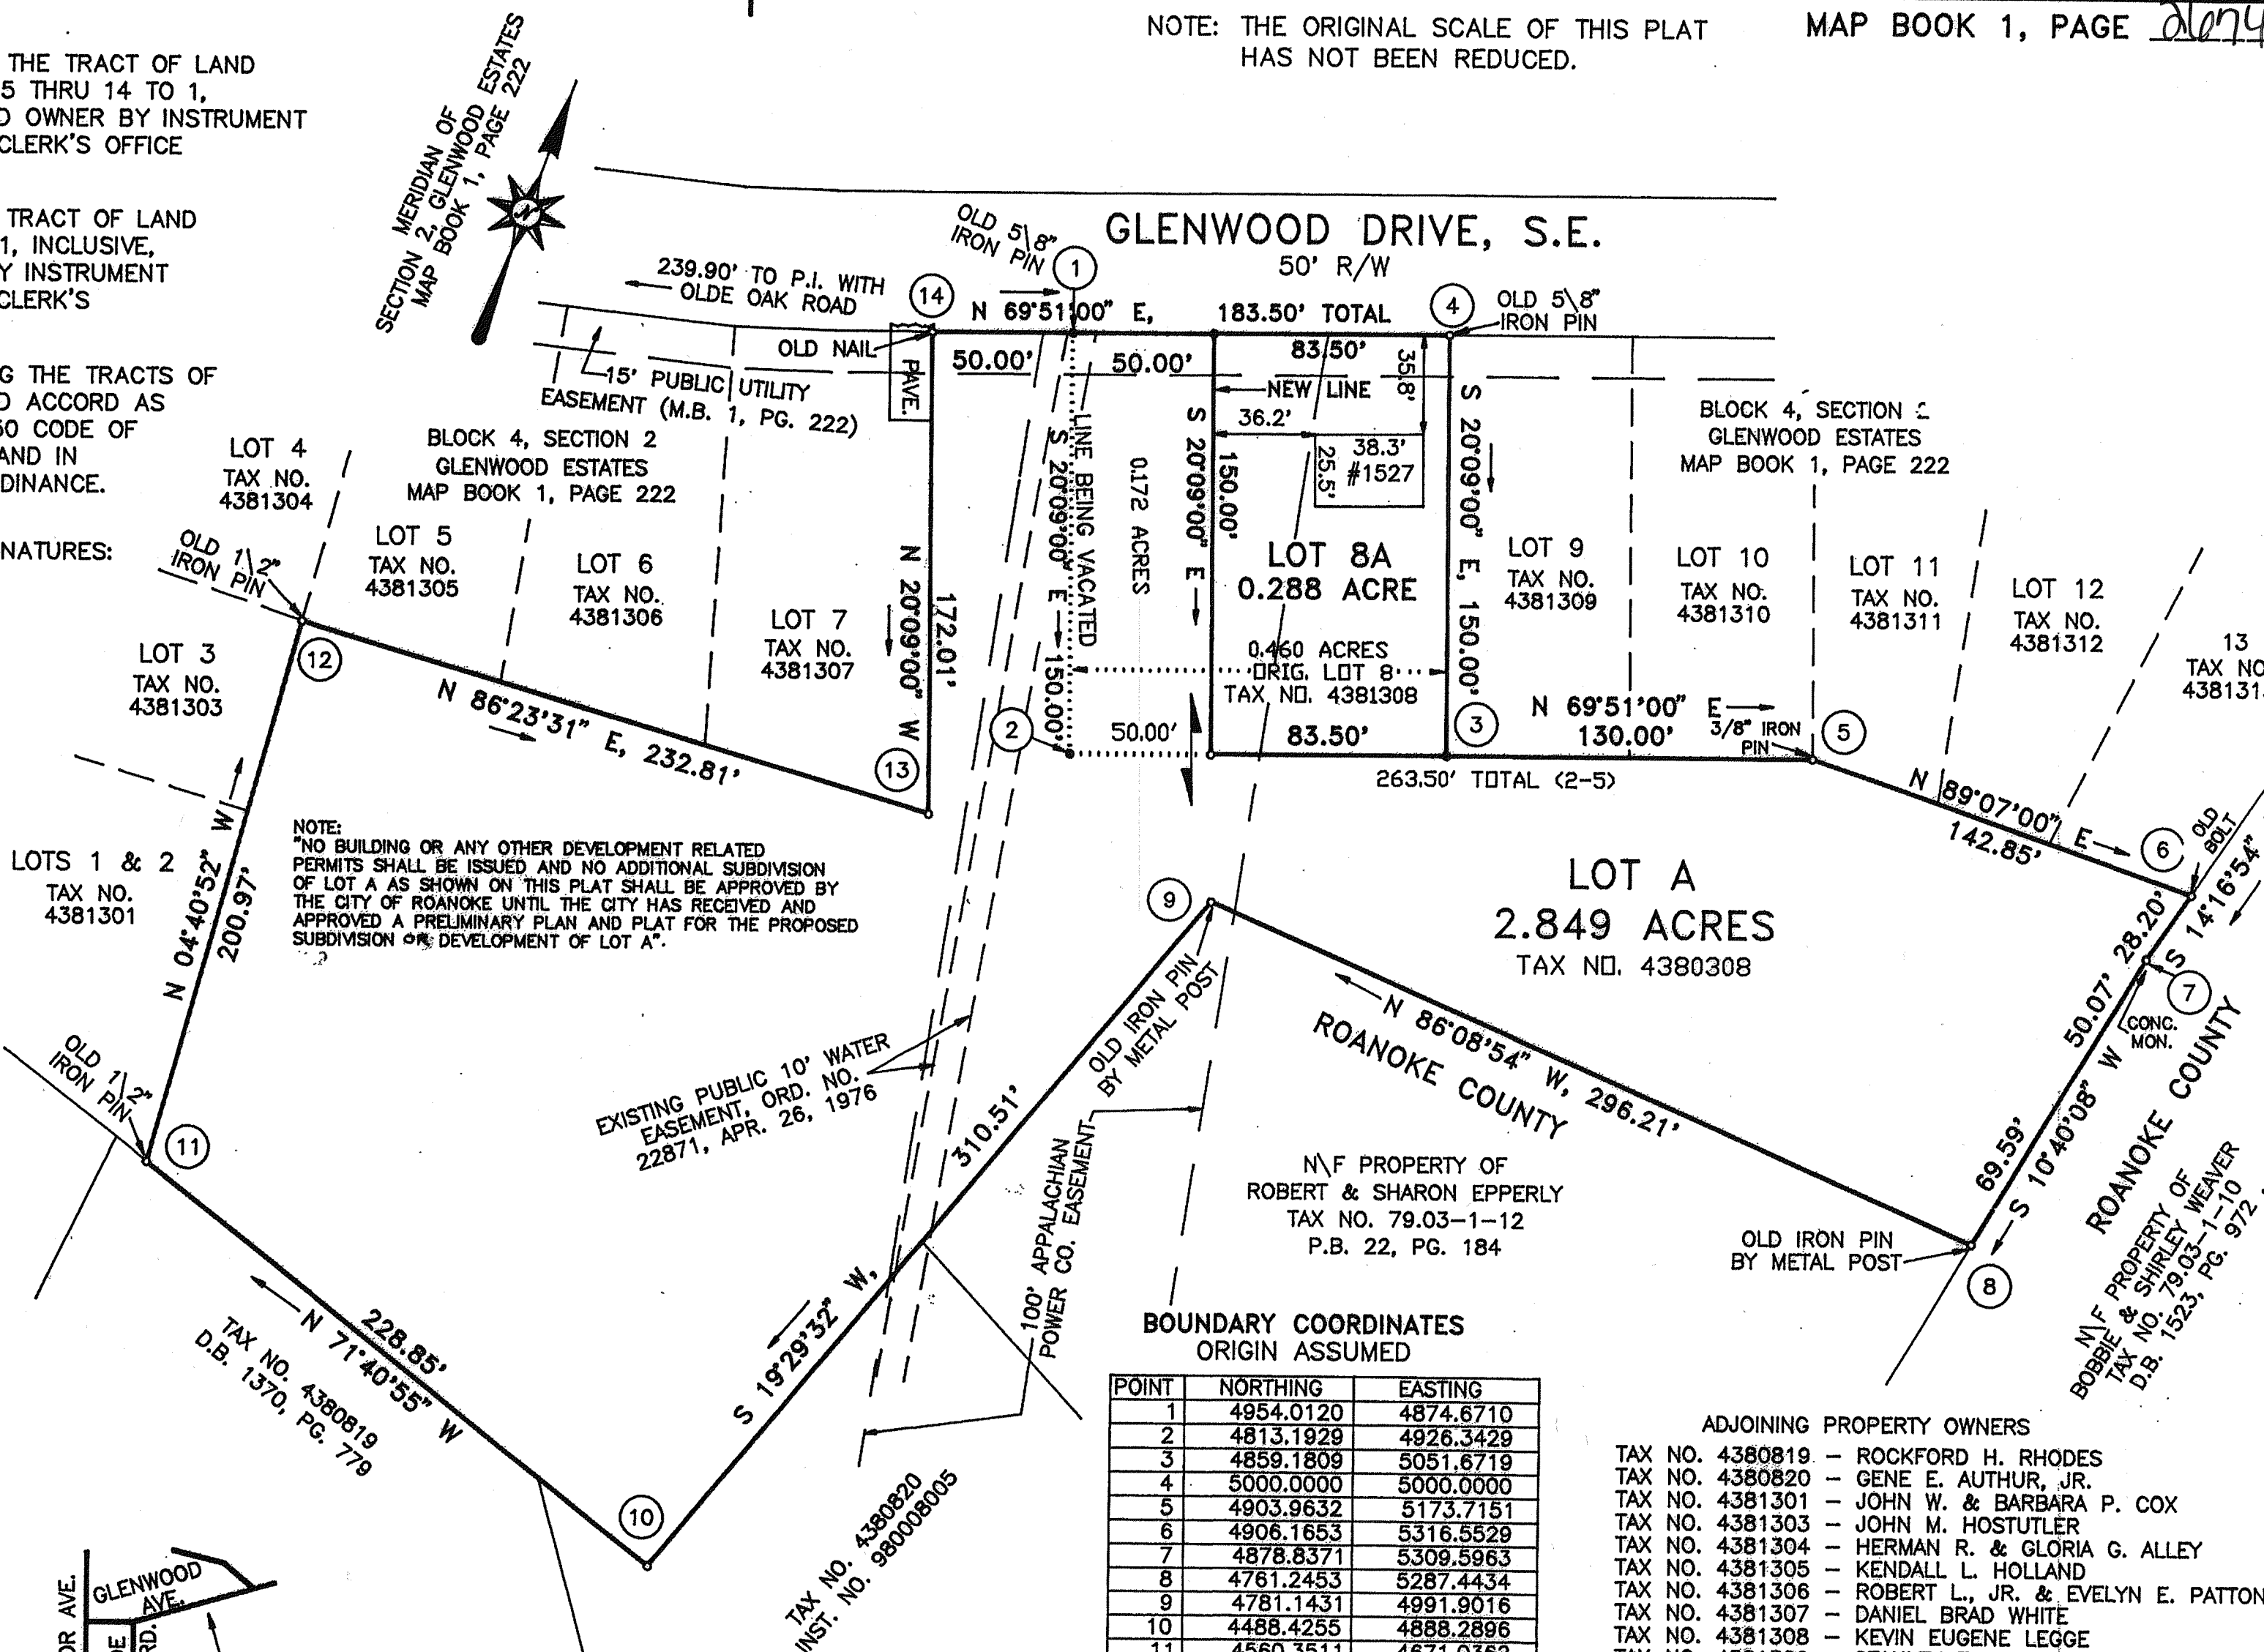 NOTE: THE ORIGINAL SCALE OF THIS PLAT
HAS NOT BEEN REDUCED.
MAP BOOK 1, PAGE
THE TRACT OF LAND
5 THRU 14 TO 1,
OWNER BY INSTRUMENT
CLERK'S OFFICE
TRACT OF LAND
1, INCLUSIVE,
Y INSTRUMENT
CLERK'S
G THE TRACTS OF
D ACCORD AS
50 CODE OF
AND IN
DINANCE.
NATURES:
MERIDIAN OF
SECTION 2, GLENWOOD ESTATES
MAP BOOK 1, PAGE 222
N
GLENWOOD DRIVE, S.E.
50' R/W
OLD 5\8"
IRON PIN
1
239.90' TO P.I. WITH
OLDE OAK ROAD
14
N 69°51'00" E, 183.50' TOTAL
4
OLD 5\8"
IRON PIN
OLD NAIL
PAVE.
50.00'
50.00'
83.50'
35.8'
15' PUBLIC UTILITY
EASEMENT (M.B. 1, PG. 222)
NEW LINE
36.2'
38.3'
25.5'
#1527
LINE BEING VACATED
S 20°09'00" E 150.00'
0.172 ACRES
S 20°09'00" E
150.00'
S 20°09'00" E, 150.00'
LOT 8A
0.288 ACRE
0.460 ACRES
ORIG. LOT 8
TAX NO. 4381308
BLOCK 4, SECTION 2
GLENWOOD ESTATES
MAP BOOK 1, PAGE 222
BLOCK 4, SECTION
GLENWOOD ESTATES
MAP BOOK 1, PAGE 222
LOT 4
TAX NO.
4381304
OLD 1\2"
IRON PIN
LOT 5
TAX NO.
4381305
LOT 6
TAX NO.
4381306
LOT 7
TAX NO.
4381307
N 20°09'00" W
172.01'
LOT 9
TAX NO.
4381309
LOT 10
TAX NO.
4381310
LOT 11
TAX NO.
4381311
LOT 12
TAX NO.
4381312
13
TAX NO
438131
LOT 3
TAX NO.
4381303
12
N 86°23'31" E, 232.81'
13
2
50.00'
83.50'
3
N 69°51'00" E
130.00'
3/8" IRON
PIN
5
263.50' TOTAL (2-5)
N 89°07'00" E
142.85'
6
OLD
BOLT
S 14°16'54"
28.20'
LOTS 1 & 2
TAX NO.
4381301
N 04°40'52" W
200.97'
NOTE:
"NO BUILDING OR ANY OTHER DEVELOPMENT RELATED
PERMITS SHALL BE ISSUED AND NO ADDITIONAL SUBDIVISION
OF LOT A AS SHOWN ON THIS PLAT SHALL BE APPROVED BY
THE CITY OF ROANOKE UNTIL THE CITY HAS RECEIVED AND
APPROVED A PRELIMINARY PLAN AND PLAT FOR THE PROPOSED
SUBDIVISION OR DEVELOPMENT OF LOT A".
LOT A
2.849 ACRES
TAX NO. 4380308
9
OLD IRON PIN
BY METAL POST
N 86°08'54" W, 296.21'
ROANOKE COUNTY
7
CONC.
MON.
50.07'
69.59'
S 10°40'08" W
ROANOKE COUNTY
OLD 1\2"
IRON PIN
11
EXISTING PUBLIC 10' WATER
EASEMENT, ORD. NO.
22871, APR. 26, 1976
310.51'
S 19°29'32" W,
100' APPALACHIAN
POWER CO. EASEMENT
N\F PROPERTY OF
ROBERT & SHARON EPPERLY
TAX NO. 79.03-1-12
P.B. 22, PG. 184
OLD IRON PIN
BY METAL POST
8
N\F PROPERTY OF
BOBBIE & SHIRLEY WEAVER
TAX NO. 79.03-1-10
D.B. 1523, PG. 972
228.85'
N 71°40'55" W
TAX NO. 4380819
D.B. 1370, PG. 779
10
TAX NO. 4380820
INST. NO. 980008005
BOUNDARY COORDINATES
ORIGIN ASSUMED
POINT NORTHING EASTING
1 4954.0120 4874.6710
2 4813.1929 4926.3429
3 4859.1809 5051.6719
4 5000.0000 5000.0000
5 4903.9632 5173.7151
6 4906.1653 5316.5529
7 4878.8371 5309.5963
8 4761.2453 5287.4434
9 4781.1431 4991.9016
10 4488.4255 4888.2896
11 4560.3511 4671.0362
ADJOINING PROPERTY OWNERS
TAX NO. 4380819 - ROCKFORD H. RHODES
TAX NO. 4380820 - GENE E. AUTHUR, JR.
TAX NO. 4381301 - JOHN W. & BARBARA P. COX
TAX NO. 4381303 - JOHN M. HOSTUTLER
TAX NO. 4381304 - HERMAN R. & GLORIA G. ALLEY
TAX NO. 4381305 - KENDALL L. HOLLAND
TAX NO. 4381306 - ROBERT L., JR. & EVELYN E. PATTON
TAX NO. 4381307 - DANIEL BRAD WHITE
TAX NO. 4381308 - KEVIN EUGENE LEGGE
GLENWOOD
AVE.
OR AVE.
RD.